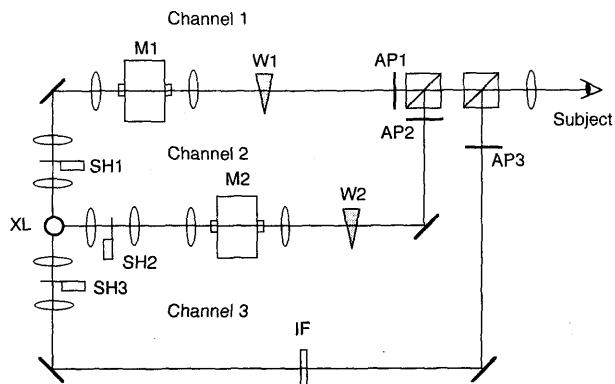 Channel 1
M1
W1
AP1
Subject
AP2
Channel 2
SH1
AP3
M2
W2
XL
SH2
SH3
Channel 3
IF